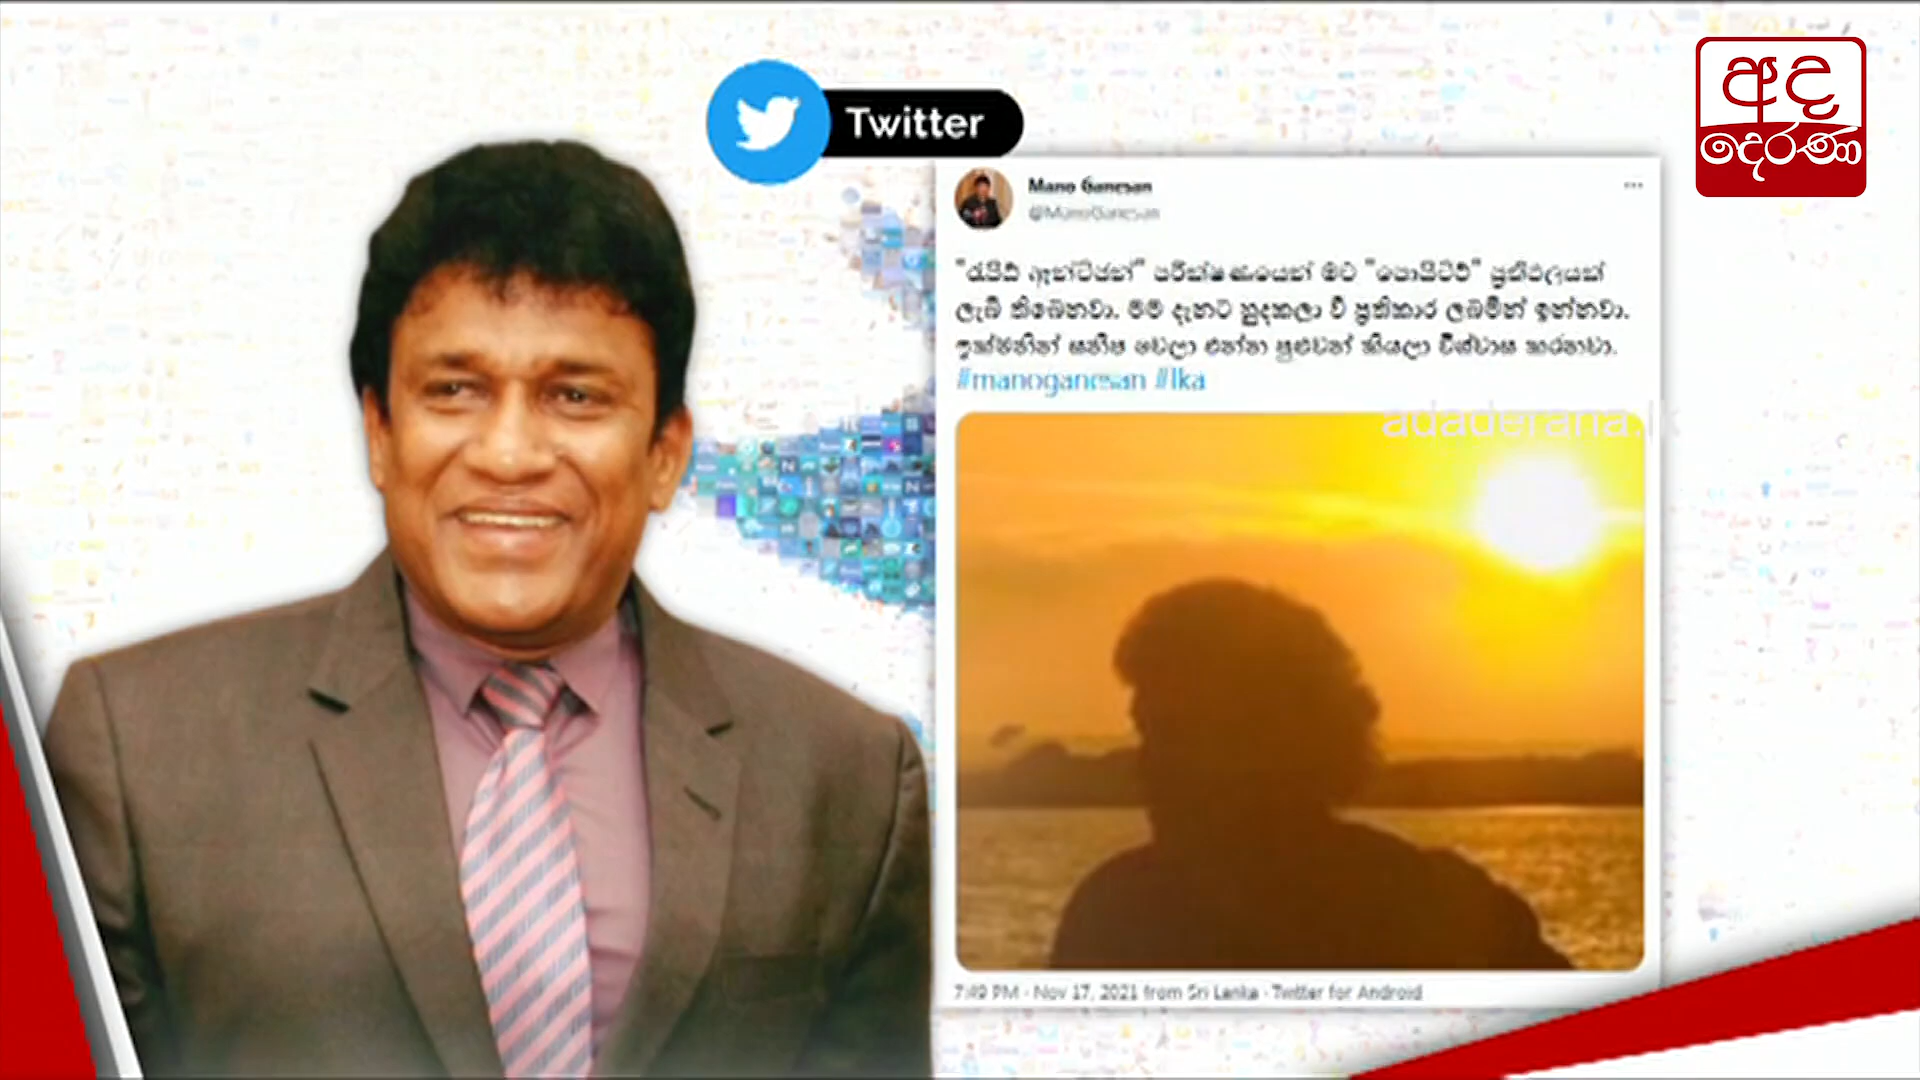 Twitter
අද
දෙරණ
Mano Ganesan
@ManoGanesan
"රැපිඩ් ඇන්ටිජන්" පරීක්ෂණයෙන් මට "පොසිටිව්" ප්‍රතිඵලයක්
ලැබී තිබෙනවා. මම දැනට හුදකලා වී ප්‍රතිකාර ලබමින් ඉන්නවා.
ඉක්මනින් සනීප වෙලා එන්න පුළුවන් කියලා විශ්වාස කරනවා.
#manoganesan #lka
adaderana.lk
7:49 PM · Nov 17, 2021 from Sri Lanka · Twitter for Android